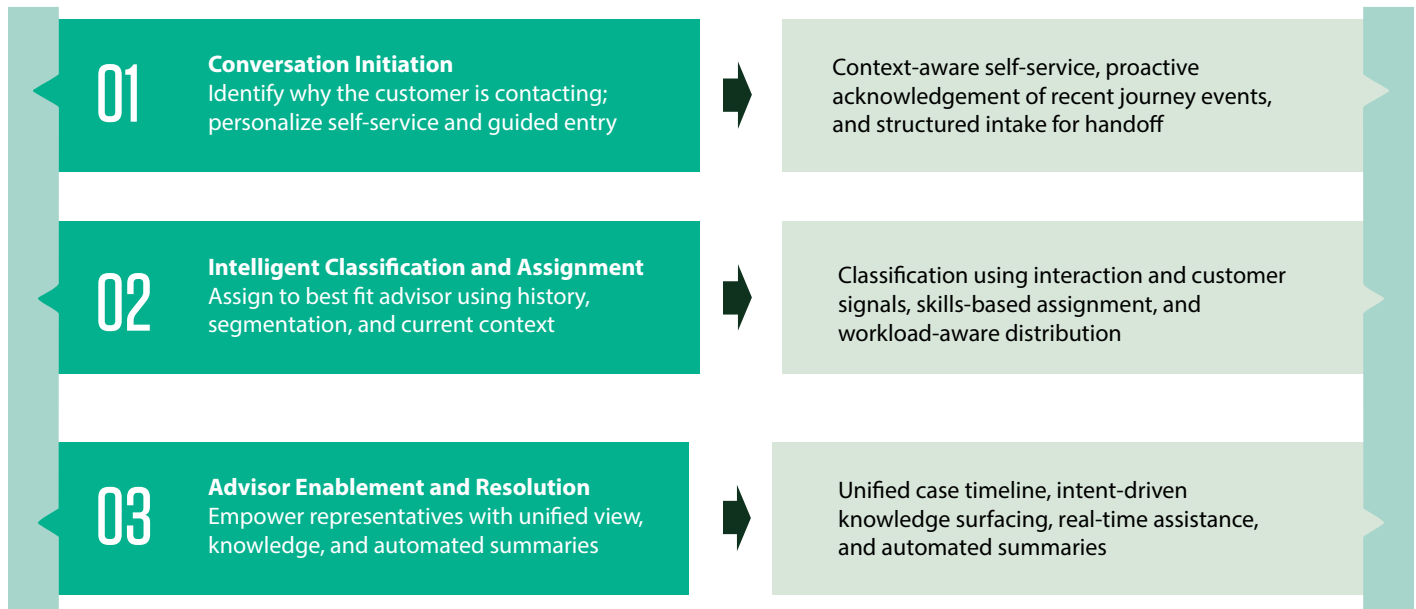 01
Conversation Initiation
Identify why the customer is contacting;
personalize self-service and guided entry
Context-aware self-service, proactive
acknowledgement of recent journey events,
and structured intake for handoff
02
Intelligent Classification and Assignment
Assign to best fit advisor using history,
segmentation, and current context
Classification using interaction and customer
signals, skills-based assignment, and
workload-aware distribution
03
Advisor Enablement and Resolution
Empower representatives with unified view,
knowledge, and automated summaries
Unified case timeline, intent-driven
knowledge surfacing, real-time assistance,
and automated summaries